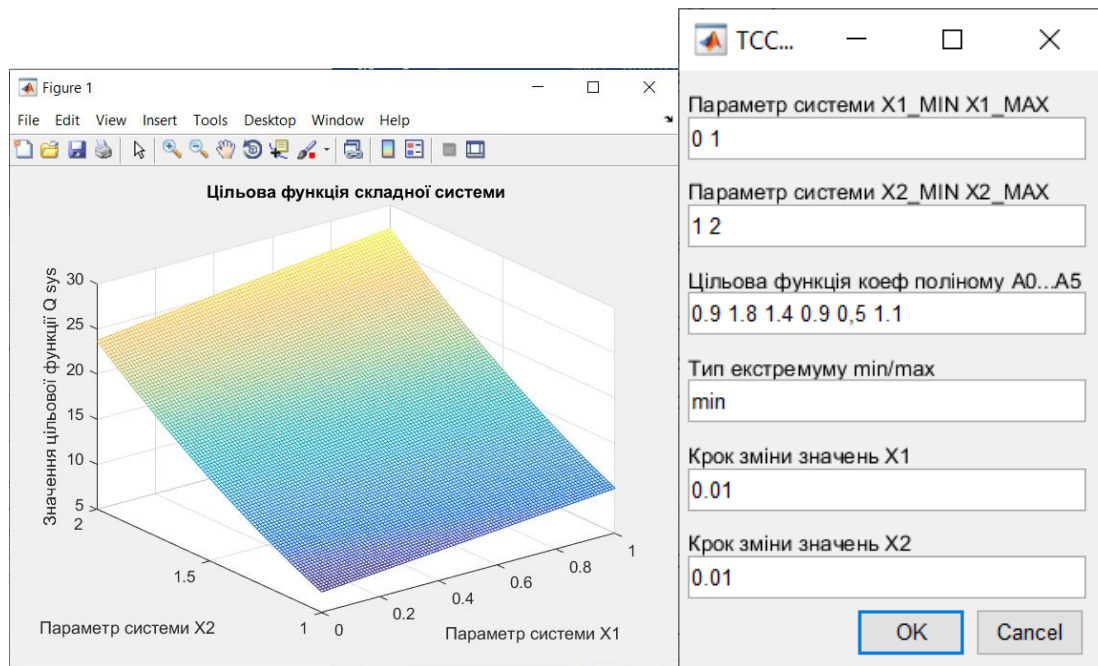 Figure 1
File Edit View Insert Tools Desktop Window Help
Цільова функція складної системи
Значення цільової функції Q sys
30
25
20
15
10
5
2
1.5
1
0
0.2
0.4
0.6
0.8
1
Параметр системи X2
Параметр системи X1
TCC...
Параметр системи X1_MIN X1_MAX
0 1
Параметр системи X2_MIN X2_MAX
1 2
Цільова функція коеф поліному A0...A5
0.9 1.8 1.4 0.9 0,5 1.1
Тип екстремуму min/max
min
Крок зміни значень X1
0.01
Крок зміни значень X2
0.01
OK Cancel